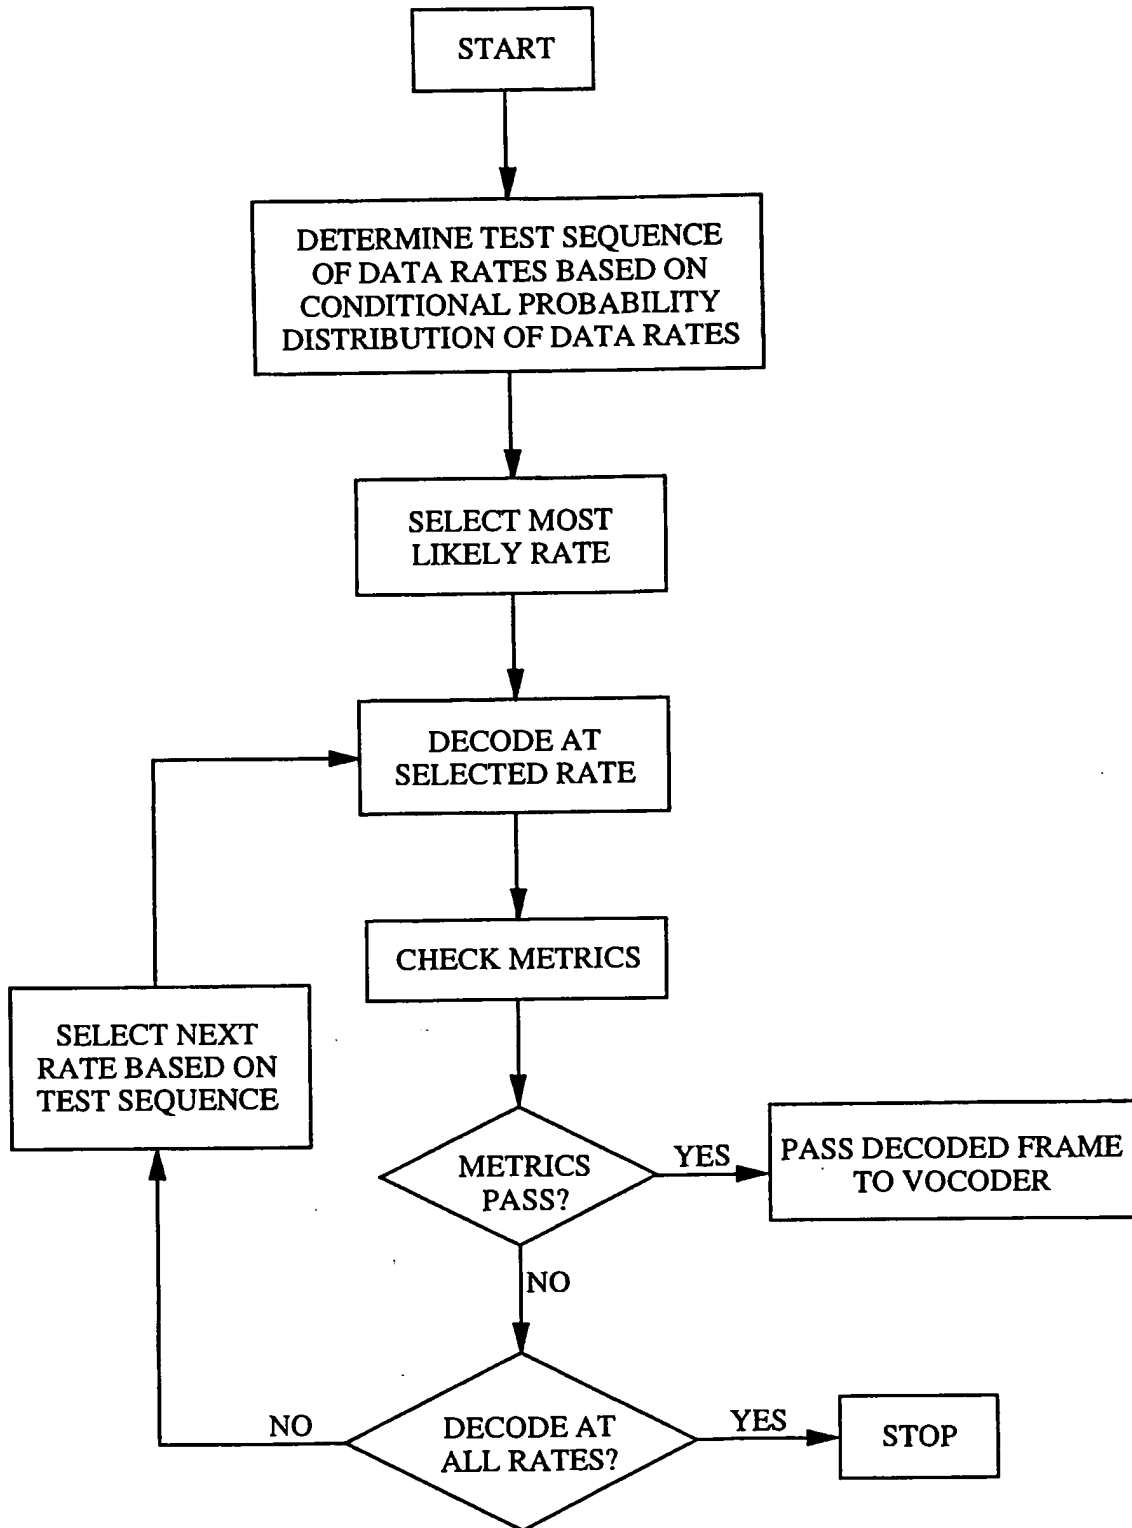 START
DETERMINE TEST SEQUENCE
OF DATA RATES BASED ON
CONDITIONAL PROBABILITY
DISTRIBUTION OF DATA RATES
SELECT MOST
LIKELY RATE
DECODE AT
SELECTED RATE
CHECK METRICS
SELECT NEXT
RATE BASED ON
TEST SEQUENCE
METRICS
PASS?
YES
PASS DECODED FRAME
TO VOCODER
NO
DECODE AT
ALL RATES?
NO
YES
STOP